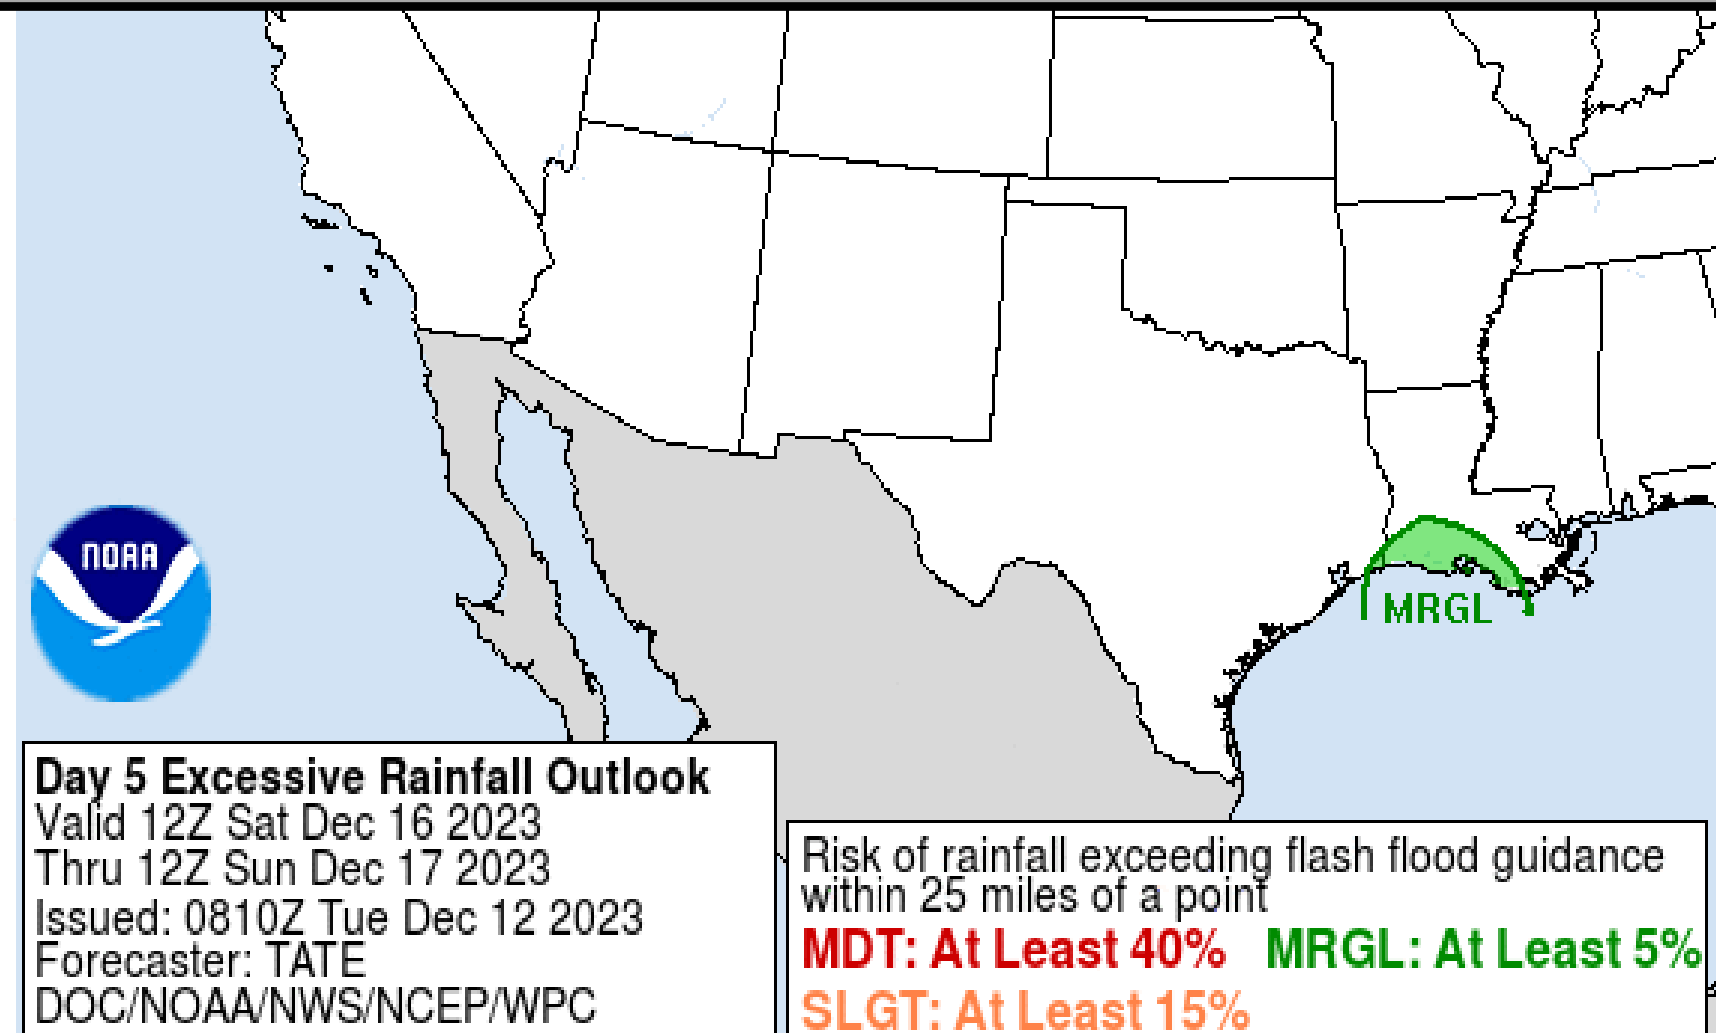 NOAA
MRGL
Day 5 Excessive Rainfall Outlook
Valid 12Z Sat Dec 16 2023
Thru 12Z Sun Dec 17 2023
Issued: 0810Z Tue Dec 12 2023
Forecaster: TATE
DOC/NOAA/NWS/NCEP/WPC
Risk of rainfall exceeding flash flood guidance
within 25 miles of a point
MDT: At Least 40% MRGL: At Least 5%
SLGT: At Least 15%